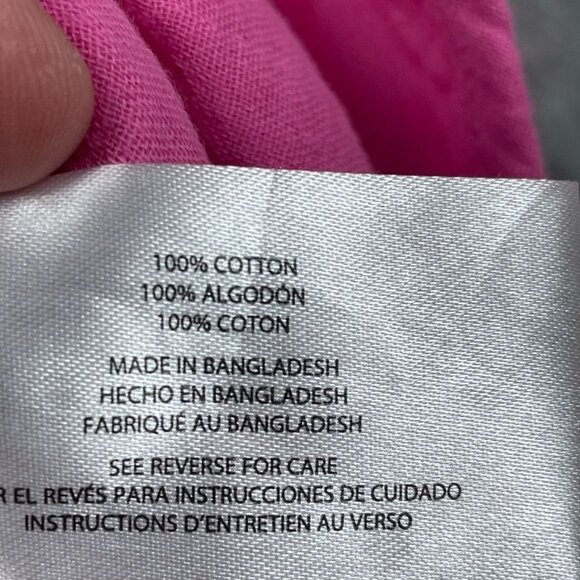 100% COTTON
100% ALGODÓN
100% COTON
MADE IN BANGLADESH
HECHO EN BANGLADESH
FABRIQUÉ AU BANGLADESH
SEE REVERSE FOR CARE
EL REVÉS PARA INSTRUCCIONES DE CUIDADO
INSTRUCTIONS D'ENTRETIEN AU VERSO